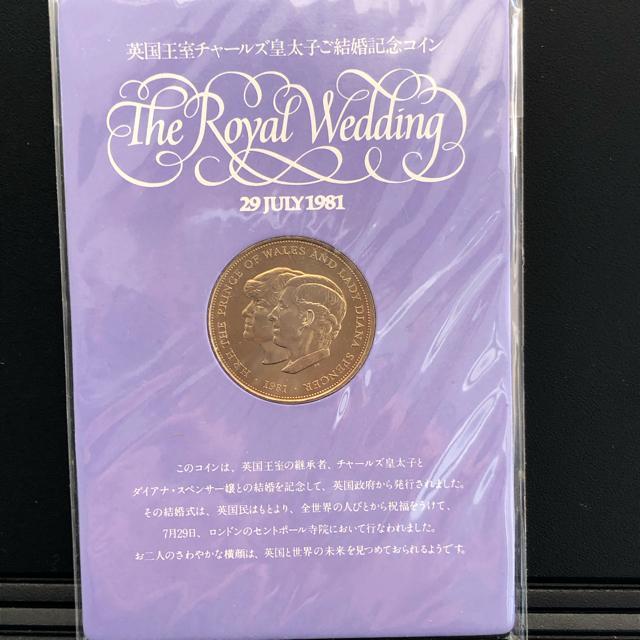 英国王室チャールズ皇太子ご結婚記念コイン
The Royal Wedding
29 JULY 1981
H.R.H. THE PRINCE OF WALES AND LADY DIANA SPENCER
· 1981 ·
このコインは、英国王室の継承者、チャールズ皇太子と
ダイアナ・スペンサー嬢との結婚を記念して、英国政府から発行されました。
その結婚式は、英国民はもとより、全世界の人びとから祝福をうけて、
7月29日、ロンドンのセントポール寺院において行なわれました。
お二人のさわやかな横顔は、英国と世界の未来を見つめておられるようです。